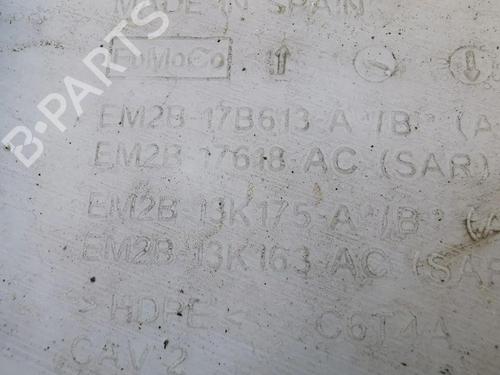 MADE IN SPAIN
FoMoCo
EM2B-17B613-A*/B* (A
EM2B-17618-AC (SAR)
EM2B-13K175-A*/B*
EM2B-13K163-AC (SAR
>HDPE<
CAV 2
B-PARTS